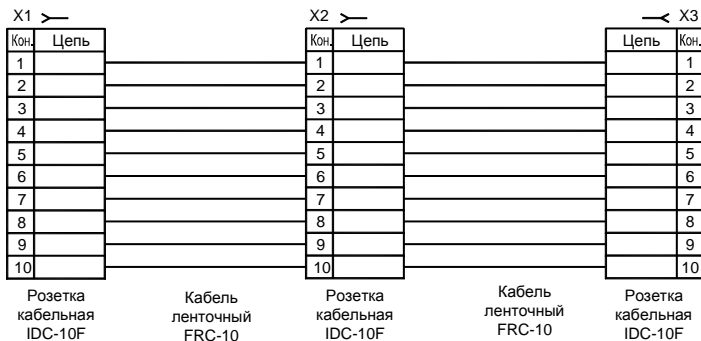 X1 X2 X3
Кон. Цепь Кон. Цепь Цепь Кон.
1 1 1
2 2 2
3 3 3
4 4 4
5 5 5
6 6 6
7 7 7
8 8 8
9 9 9
10 10 10
Розетка кабельная IDC-10F
Кабель ленточный FRC-10
Розетка кабельная IDC-10F
Кабель ленточный FRC-10
Розетка кабельная IDC-10F